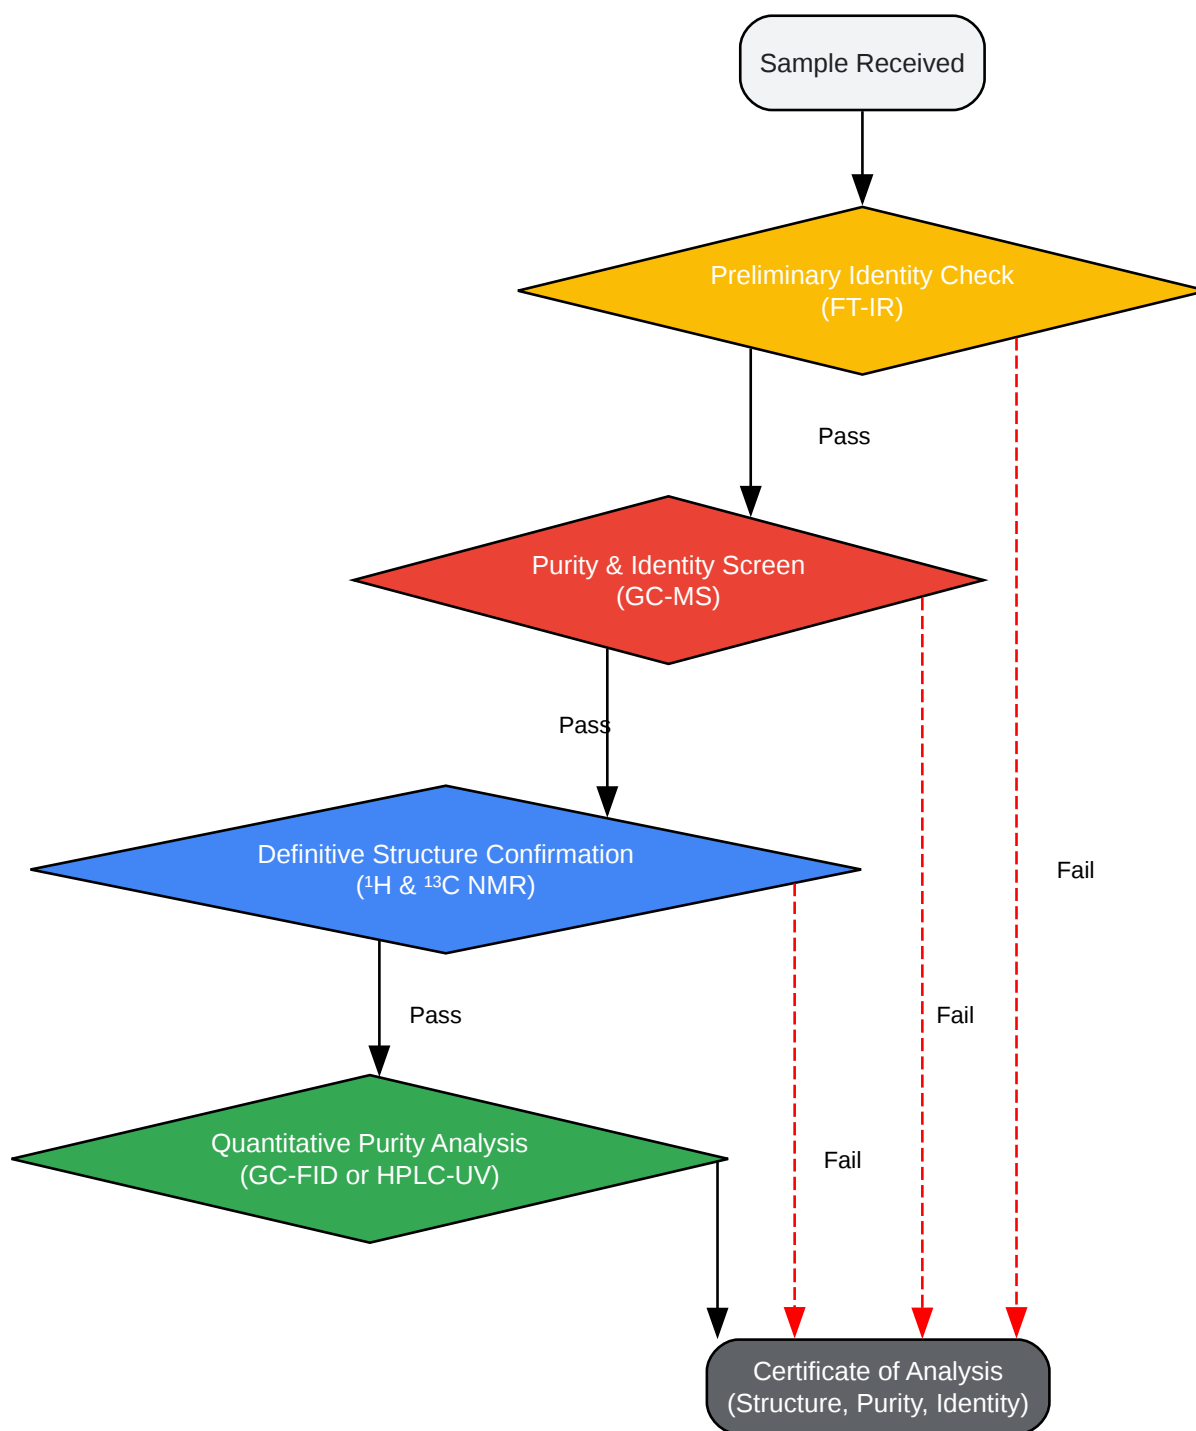 Sample Received
Preliminary Identity Check
(FT-IR)
Pass
Purity & Identity Screen
(GC-MS)
Pass
Definitive Structure Confirmation
(¹H & ¹³C NMR)
Fail
Pass
Fail
Quantitative Purity Analysis
(GC-FID or HPLC-UV)
Fail
Certificate of Analysis
(Structure, Purity, Identity)